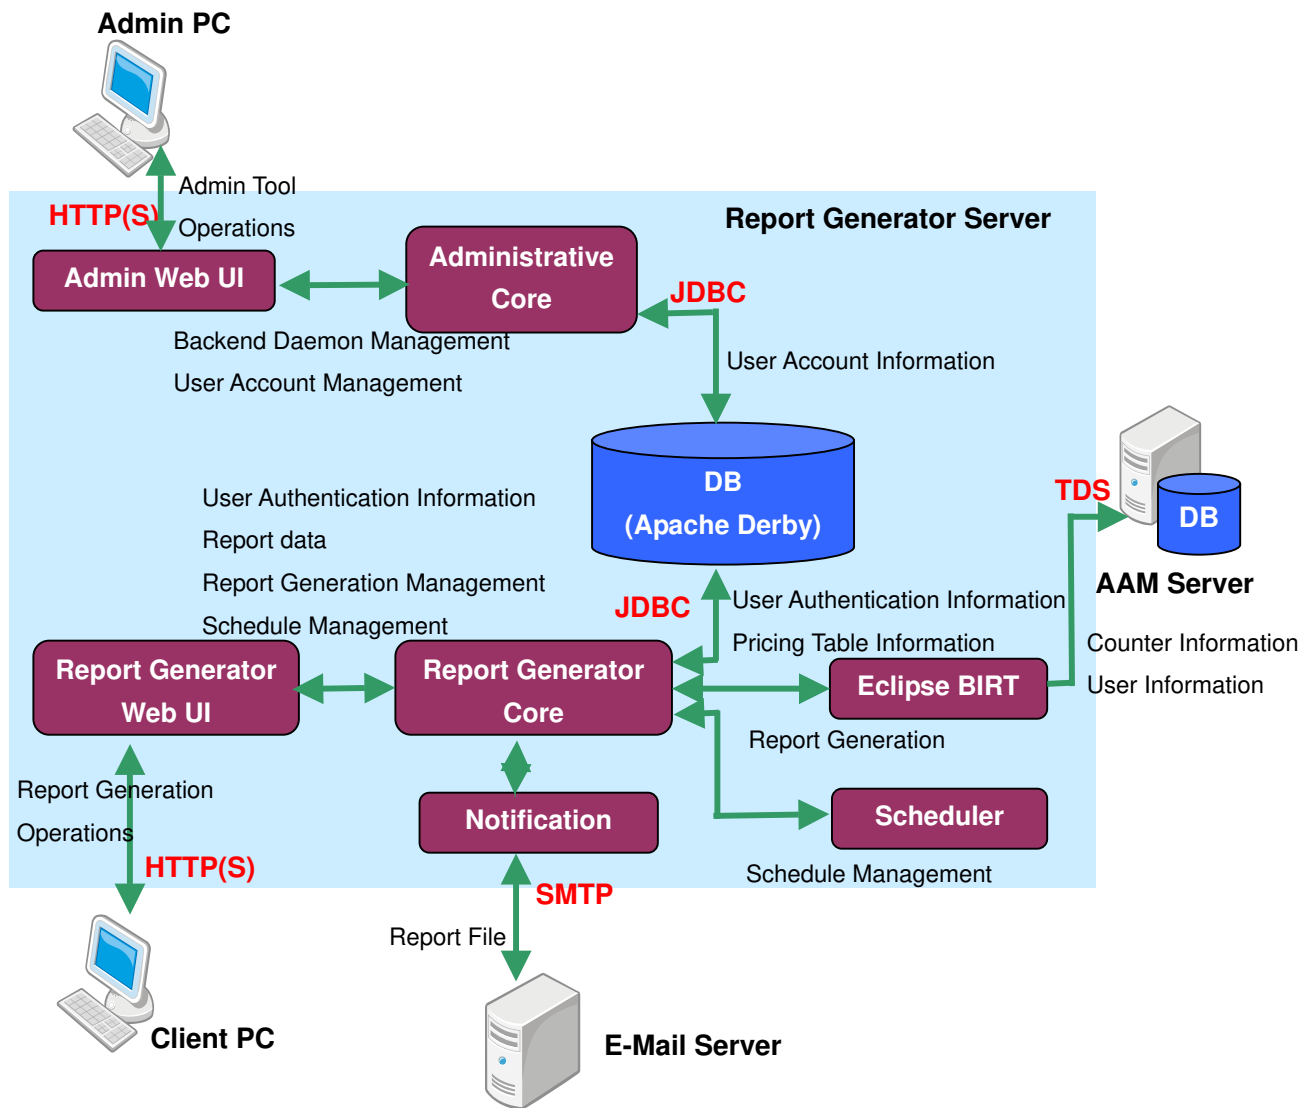 Admin PC
Admin Tool
Operations
HTTP(S)
Report Generator Server
Admin Web UI
Administrative
Core
JDBC
Backend Daemon Management
User Account Management
User Account Information
DB
(Apache Derby)
TDS
DB
AAM Server
User Authentication Information
Report data
Report Generation Management
Schedule Management
JDBC
User Authentication Information
Pricing Table Information
Counter Information
User Information
Report Generator
Web UI
Report Generator
Core
Eclipse BIRT
Report Generation
Report Generation
Operations
HTTP(S)
Notification
Scheduler
Schedule Management
SMTP
Report File
Client PC
E-Mail Server